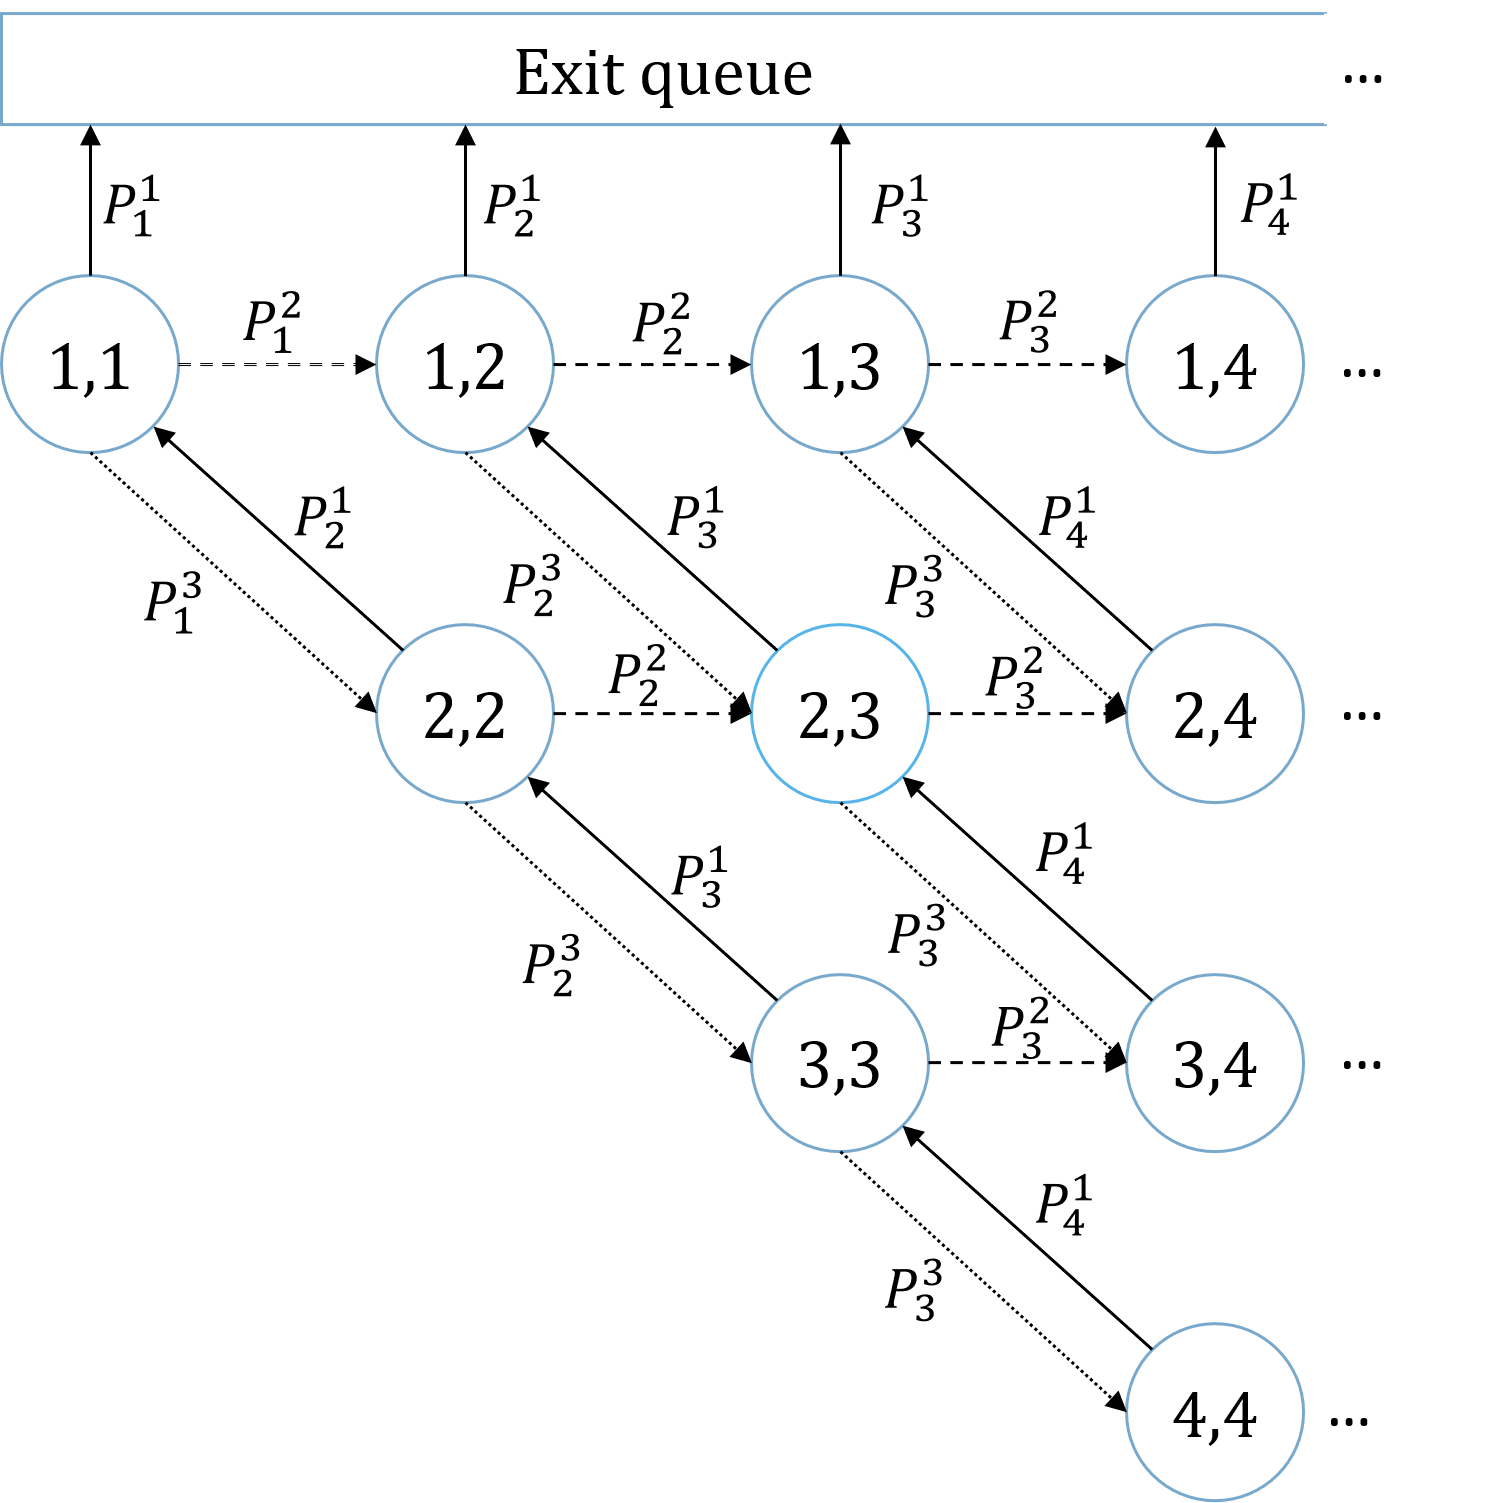 Exit queue ...
P_1^1 P_2^1 P_3^1 P_4^1
P_1^2 P_2^2 P_3^2
1,1 1,2 1,3 1,4 ...
P_2^1 P_3^1 P_4^1
P_1^3 P_2^3 P_3^3
P_2^2 P_3^2
2,2 2,3 2,4 ...
P_3^1 P_4^1
P_2^3 P_3^3
P_3^2
3,3 3,4 ...
P_4^1
P_3^3
4,4 ...